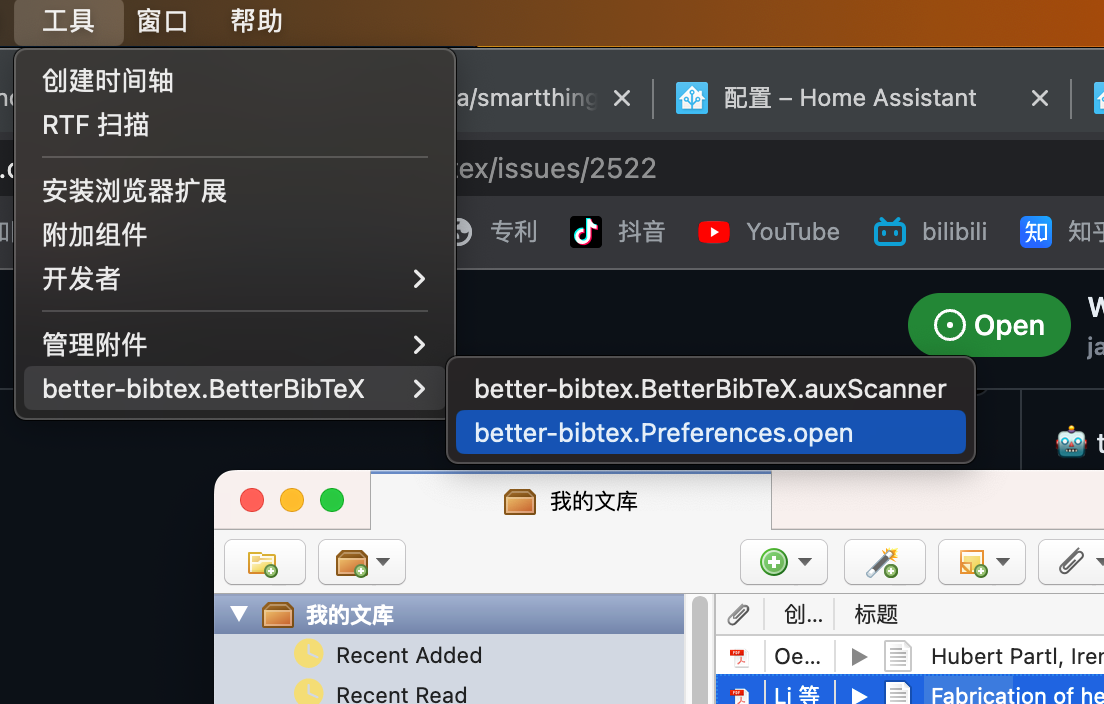 工具 窗口 帮助
创建时间轴
a/smartthing
配置 – Home Assistant
RTF 扫描
tex/issues/2522
安装浏览器扩展
附加组件
专利 抖音 YouTube bilibili 知 知乎
开发者
Open
管理附件
better-bibtex.BetterBibTeX
better-bibtex.BetterBibTeX.auxScanner
better-bibtex.Preferences.open
我的文库
我的文库
创... 标题
Recent Added
Oe... Hubert Partl,
Recent Read
Li 等 Fabrication of